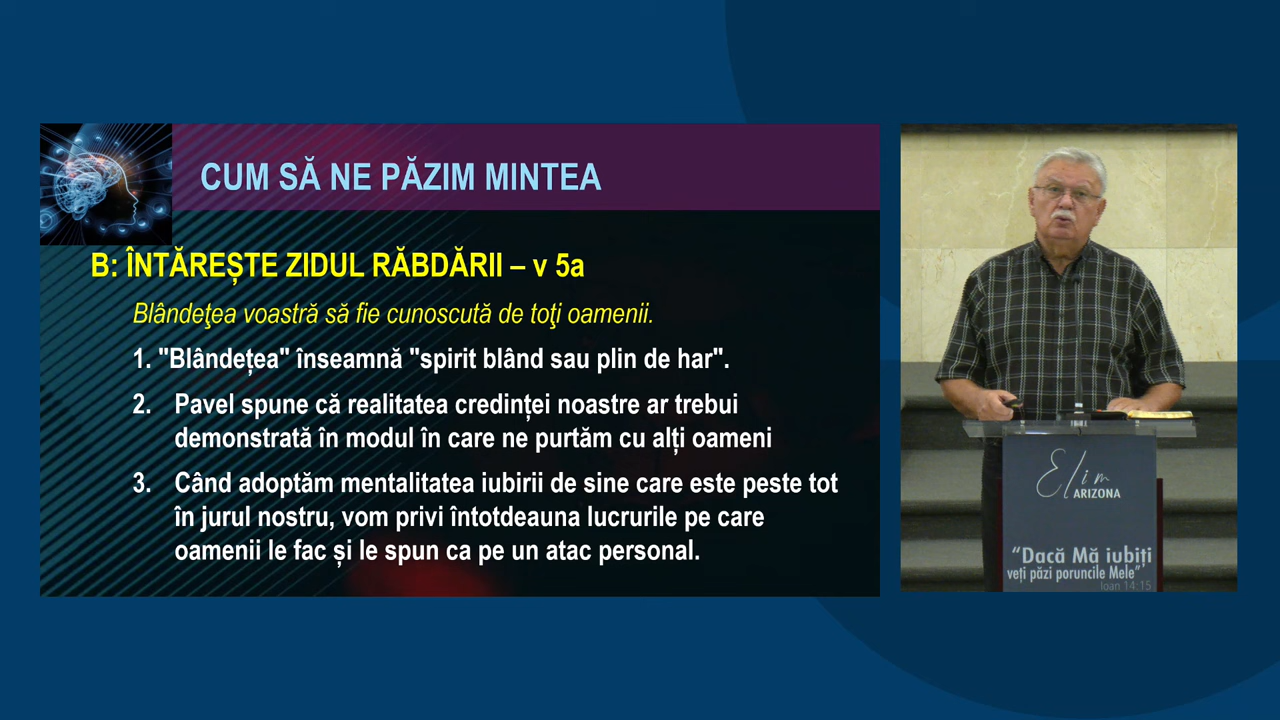 CUM SĂ NE PĂZIM MINTEA
B: ÎNTĂREȘTE ZIDUL RĂBDĂRII – v 5a
Blândeţea voastră să fie cunoscută de toţi oamenii.
1. "Blândețea" înseamnă "spirit blând sau plin de har".
2. Pavel spune că realitatea credinței noastre ar trebui
demonstrată în modul în care ne purtăm cu alți oameni
3. Când adoptăm mentalitatea iubirii de sine care este peste tot
în jurul nostru, vom privi întotdeauna lucrurile pe care
oamenii le fac și le spun ca pe un atac personal.
Elim
ARIZONA
“Dacă Mă iubiți
veți păzi poruncile Mele”
Ioan 14:15